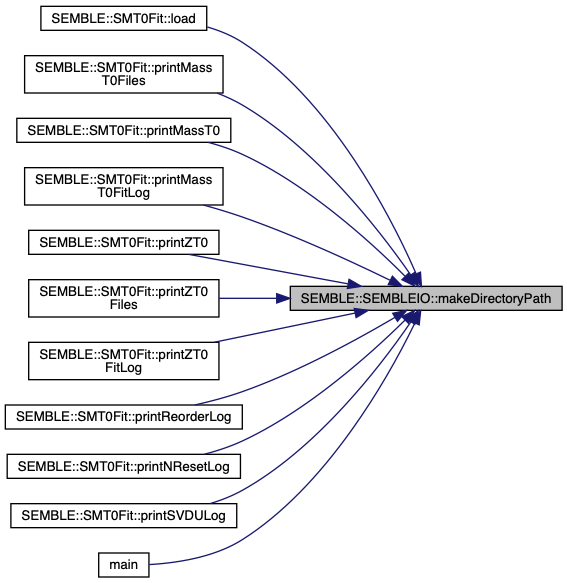 SEMBLE::SMT0Fit::load
SEMBLE::SMT0Fit::printMass
T0Files
SEMBLE::SMT0Fit::printMassT0
SEMBLE::SMT0Fit::printMass
T0FitLog
SEMBLE::SMT0Fit::printZT0
SEMBLE::SMT0Fit::printZT0
Files
SEMBLE::SEMBLEIO::makeDirectoryPath
SEMBLE::SMT0Fit::printZT0
FitLog
SEMBLE::SMT0Fit::printReorderLog
SEMBLE::SMT0Fit::printNResetLog
SEMBLE::SMT0Fit::printSVDULog
main